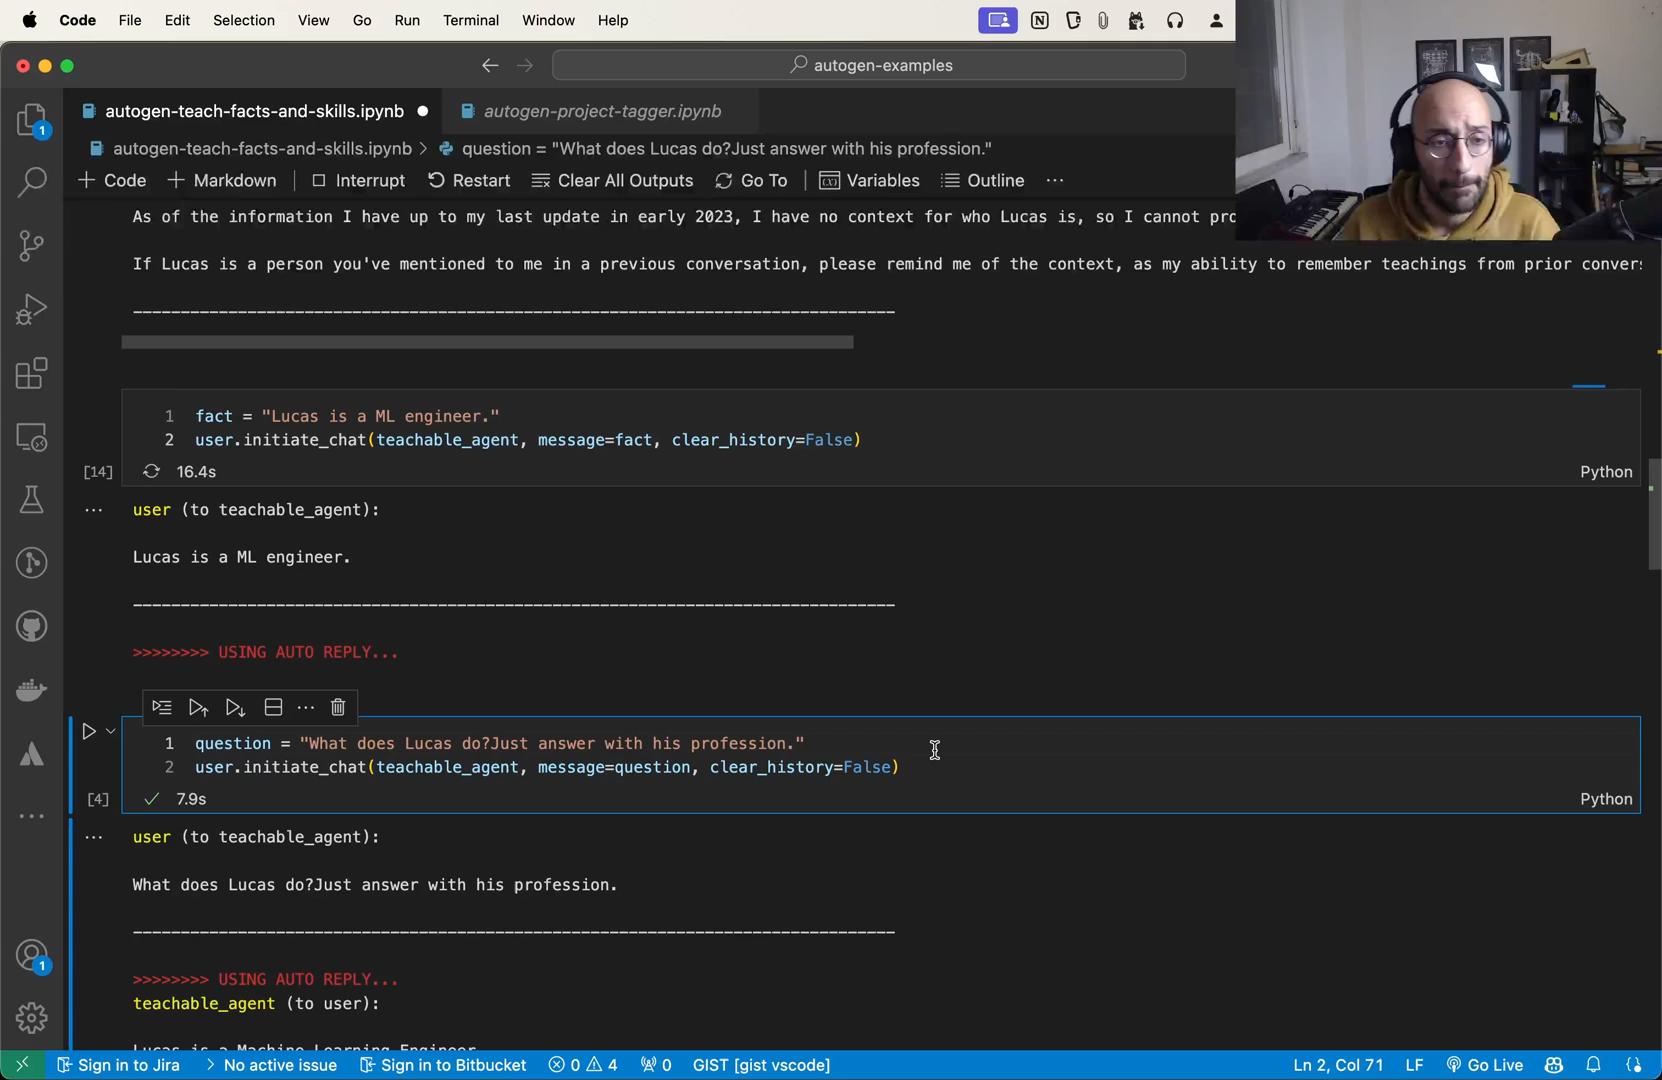 Code File Edit Selection View Go Run Terminal Window Help
autogen-examples
autogen-teach-facts-and-skills.ipynb autogen-project-tagger.ipynb
autogen-teach-facts-and-skills.ipynb > question = "What does Lucas do?Just answer with his profession."
+ Code + Markdown Interrupt Restart Clear All Outputs Go To Variables Outline ...
As of the information I have up to my last update in early 2023, I have no context for who Lucas is, so I cannot
If Lucas is a person you've mentioned to me in a previous conversation, please remind me of the context, as my ability to remember teachings from prior
--------------------------------------------------------------------------------
1 fact = "Lucas is a ML engineer."
2 user.initiate_chat(teachable_agent, message=fact, clear_history=False)
[14] 16.4s Python
... user (to teachable_agent):
Lucas is a ML engineer.
--------------------------------------------------------------------------------
>>>>>>>> USING AUTO REPLY...
1 question = "What does Lucas do?Just answer with his profession."
2 user.initiate_chat(teachable_agent, message=question, clear_history=False)
[4] 7.9s Python
... user (to teachable_agent):
What does Lucas do?Just answer with his profession.
--------------------------------------------------------------------------------
>>>>>>>> USING AUTO REPLY...
teachable_agent (to user):
Lucas is a Machine Learning Engineer
Sign in to Jira > No active issue Sign in to Bitbucket 0 4 0 GIST [gist vscode] Ln 2, Col 71 LF Go Live
1
1